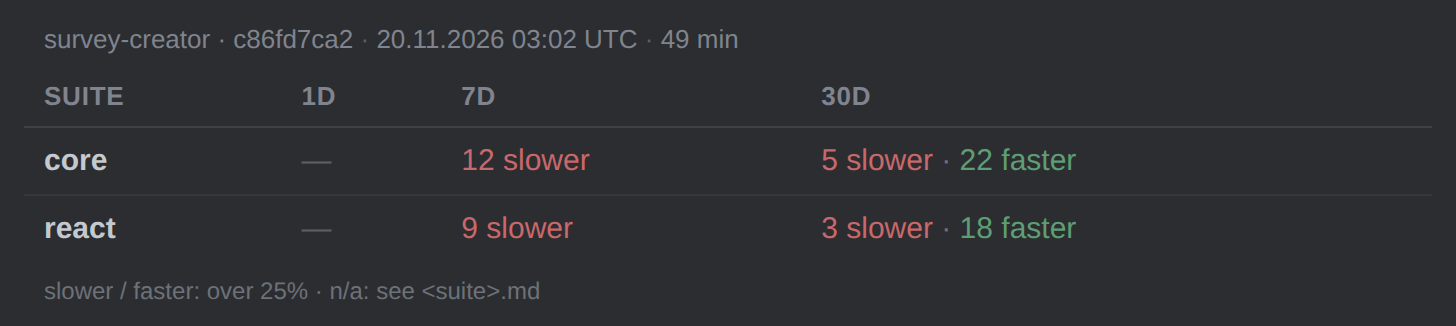 survey-creator · c86fd7ca2 · 20.11.2026 03:02 UTC · 49 min
SUITE 1D 7D 30D
core — 12 slower 5 slower · 22 faster
react — 9 slower 3 slower · 18 faster
slower / faster: over 25% · n/a: see <suite>.md